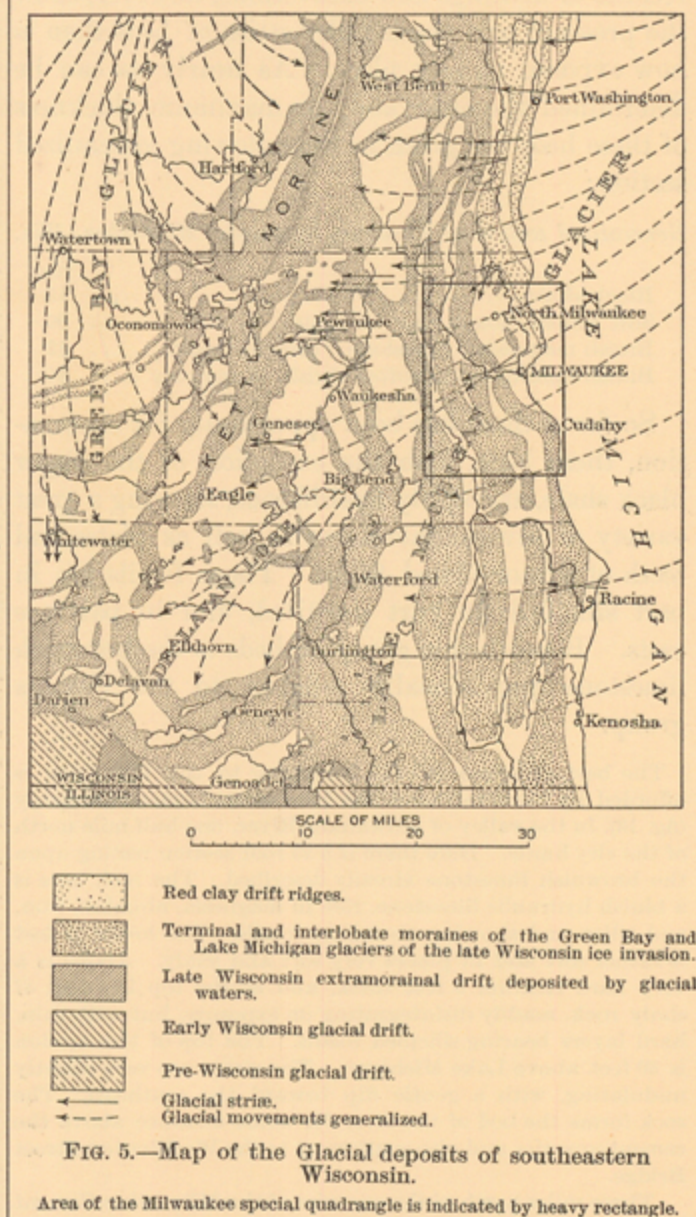 West Bend
Port Washington
GLACIER
Hartford
MORAINE
GLACIER
LAKE
Watertown
GREEN BAY
Oconomowoc
Pewaukee
North Milwaukee
KETTLE
MILWAUKEE
Waukesha
Genesee
Cudahy
Eagle
Big Bend
MICHIGAN
Whitewater
DELAVAN LOBE
Waterford
Racine
Elkhorn
Burlington
LAKE MICHIGAN
Delavan
Darien
Geneva
Kenosha
WISCONSIN
ILLINOIS
Genoa Jct
SCALE OF MILES
0 10 20 30
Red clay drift ridges.
Terminal and interlobate moraines of the Green Bay and
Lake Michigan glaciers of the late Wisconsin ice invasion.
Late Wisconsin extramorainal drift deposited by glacial
waters.
Early Wisconsin glacial drift.
Pre-Wisconsin glacial drift.
Glacial striæ.
Glacial movements generalized.
FIG. 5.—Map of the Glacial deposits of southeastern
Wisconsin.
Area of the Milwaukee special quadrangle is indicated by heavy rectangle.